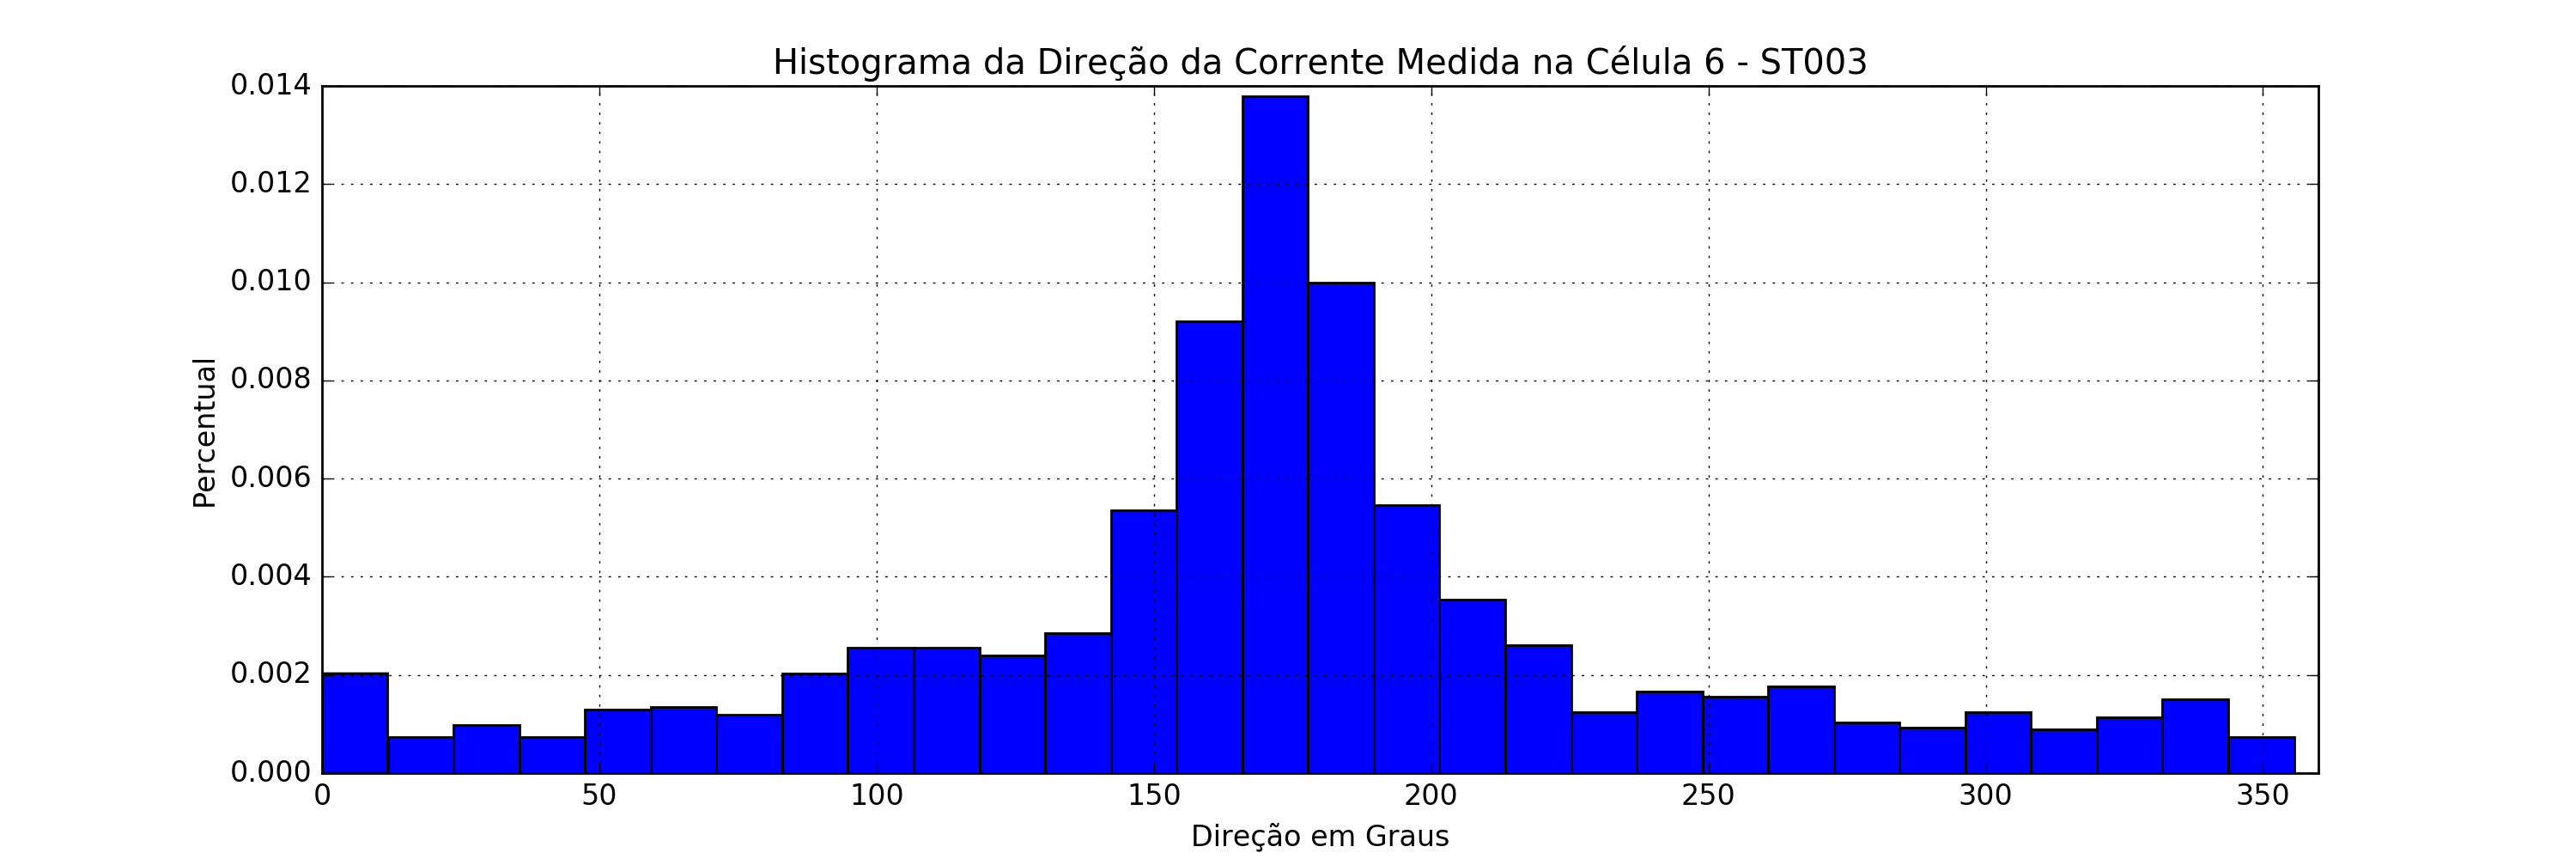 Histograma da Direção da Corrente Medida na Célula 6 - ST003
0.014
0.012
0.010
0.008
0.006
0.004
0.002
0.000
Percentual
0 50 100 150 200 250 300 350
Direção em Graus